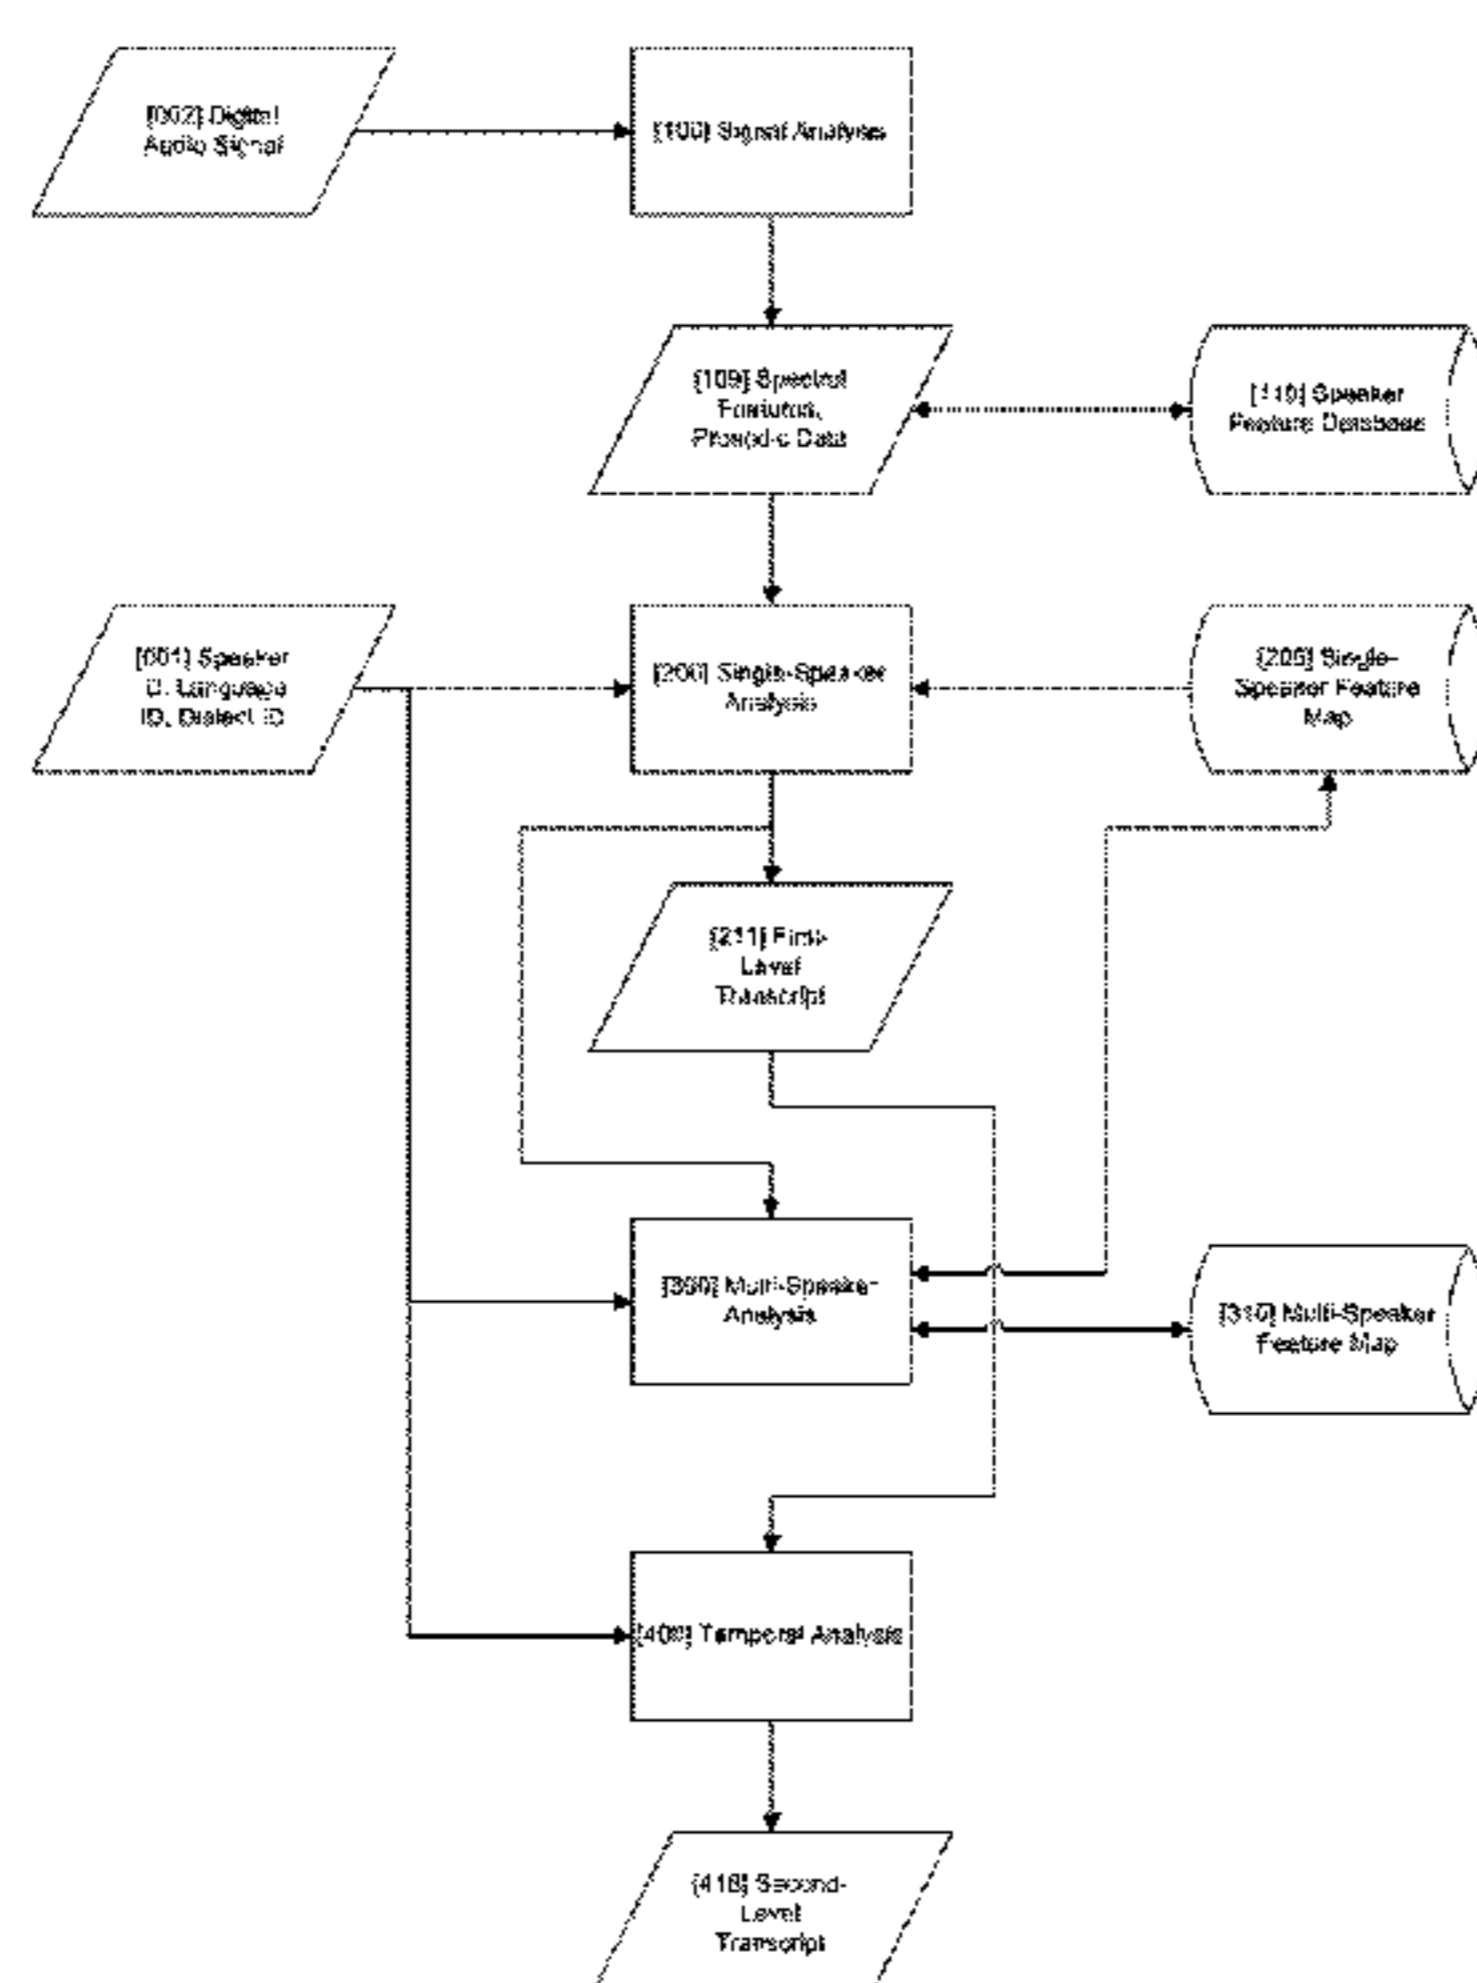 [002] Digital
Audio Signal
[100] Signal Analysis
[109] Spectral
Features,
Prosodic Data
[110] Speaker
Feature Database
[001] Speaker
ID, Language
ID, Dialect ID
[200] Single-Speaker
Analysis
[205] Single-
Speaker Feature
Map
[211] First-
Level
Transcript
[300] Multi-Speaker
Analysis
[310] Multi-Speaker
Feature Map
[400] Temporal Analysis
Second-
Level
Transcript